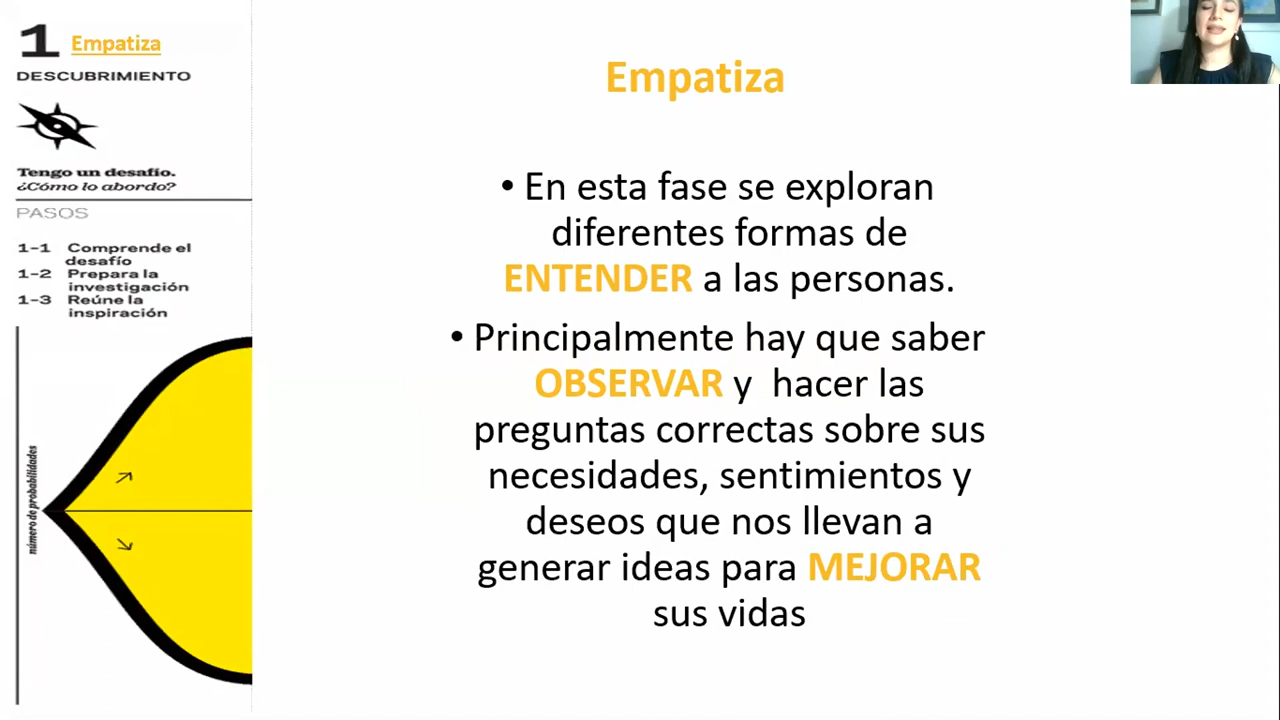 1 Empatiza
DESCUBRIMIENTO
Tengo un desafío.
¿Cómo lo abordo?
PASOS
1-1 Comprende el
desafío
1-2 Prepara la
investigación
1-3 Reúne la
inspiración
número de probabilidades
Empatiza
• En esta fase se exploran
diferentes formas de
ENTENDER a las personas.
• Principalmente hay que saber
OBSERVAR y hacer las
preguntas correctas sobre sus
necesidades, sentimientos y
deseos que nos llevan a
generar ideas para MEJORAR
sus vidas